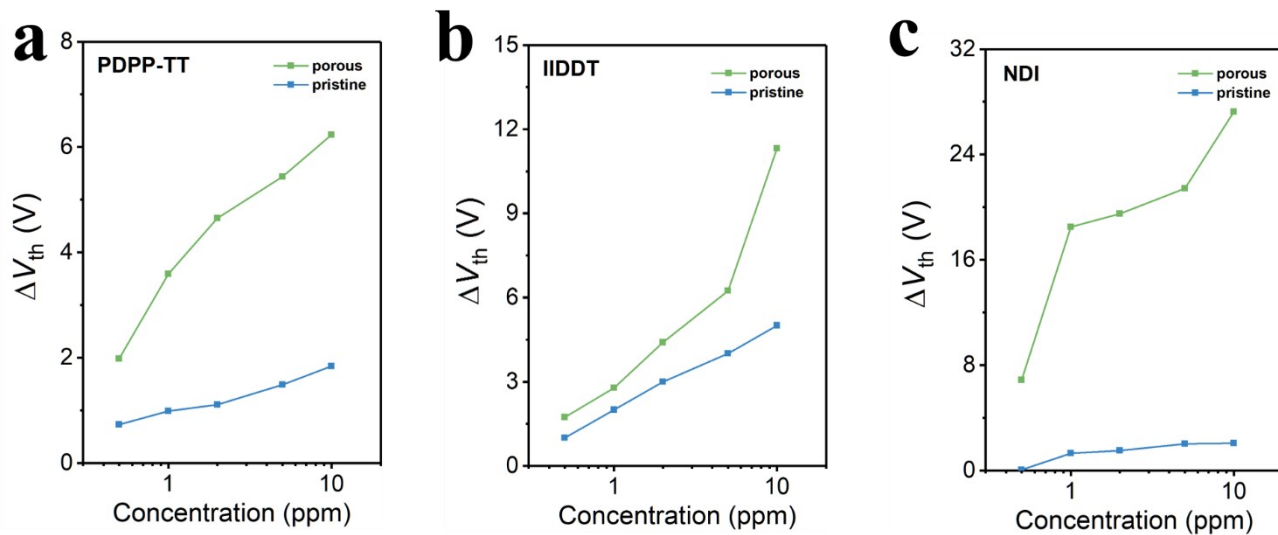 a
PDPP-TT
porous
pristine
8
6
4
2
0
ΔVth (V)
1
10
Concentration (ppm)
b
IIDDT
porous
pristine
15
12
9
6
3
0
ΔVth (V)
1
10
Concentration (ppm)
c
NDI
porous
pristine
32
24
16
8
0
ΔVth (V)
1
10
Concentration (ppm)